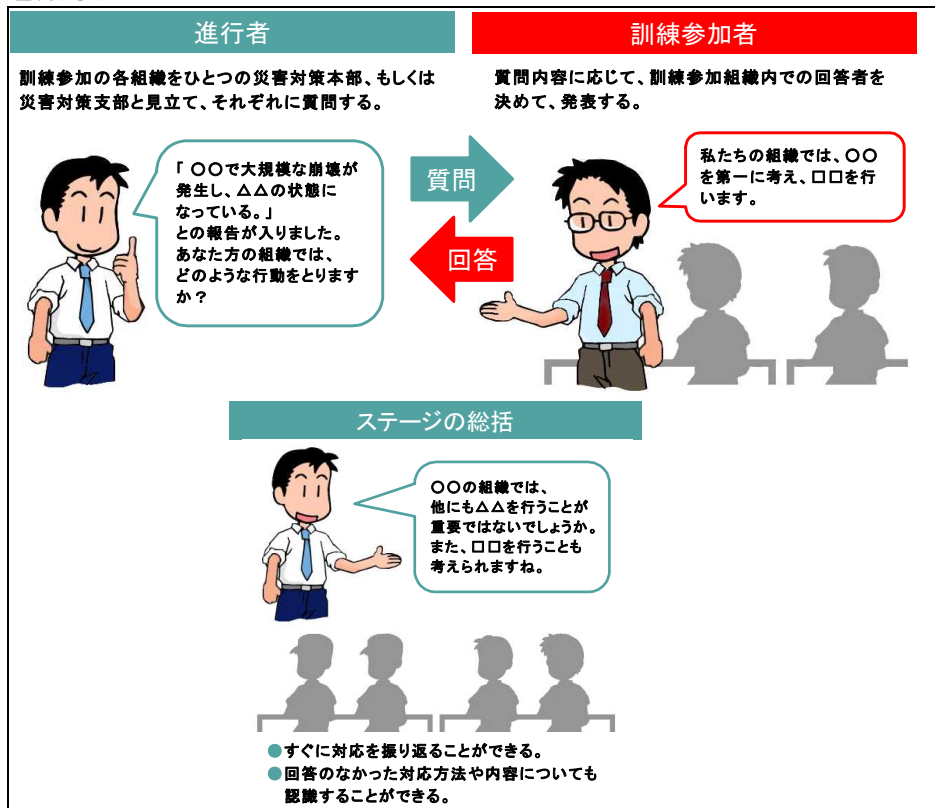 進行者
訓練参加の各組織をひとつの災害対策本部、もしくは
災害対策支部と見立て、それぞれに質問する。
「 〇〇で大規模な崩壊が
発生し、△△の状態に
なっている。」
との報告が入りました。
あなた方の組織では、
どのような行動をとります
か？
質問
回答
訓練参加者
質問内容に応じて、訓練参加組織内での回答者を
決めて、発表する。
私たちの組織では、〇〇
を第一に考え、□□を行
います。
ステージの総括
〇〇の組織では、
他にも△△を行うことが
重要ではないでしょうか。
また、□□を行うことも
考えられますね。
●すぐに対応を振り返ることができる。
●回答のなかった対応方法や内容についても
認識することができる。